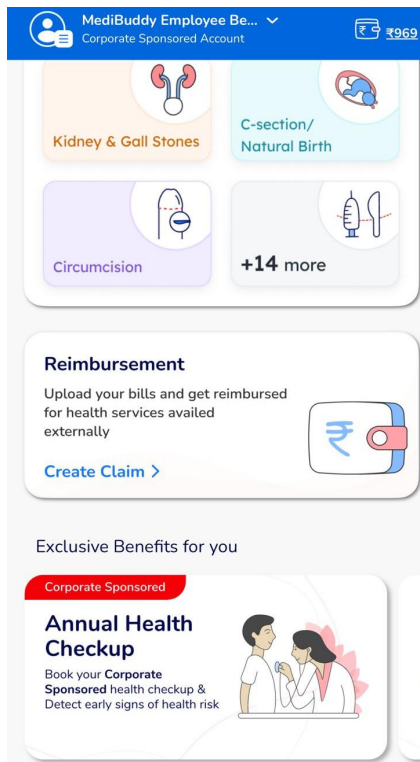 MediBuddy Employee Be...
Corporate Sponsored Account
₹969
Kidney & Gall Stones
C-section/
Natural Birth
Circumcision
+14 more
Reimbursement
Upload your bills and get reimbursed
for health services availed
externally
₹
Create Claim >
Exclusive Benefits for you
Corporate Sponsored
Annual Health
Checkup
Book your Corporate
Sponsored health checkup &
Detect early signs of health risk